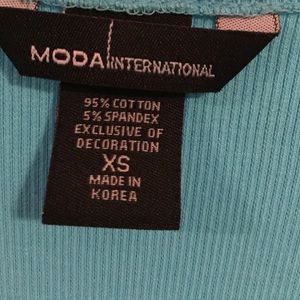 MODA INTERNATIONAL
95% COTTON
5% SPANDEX
EXCLUSIVE OF
DECORATION
XS
MADE IN
KOREA